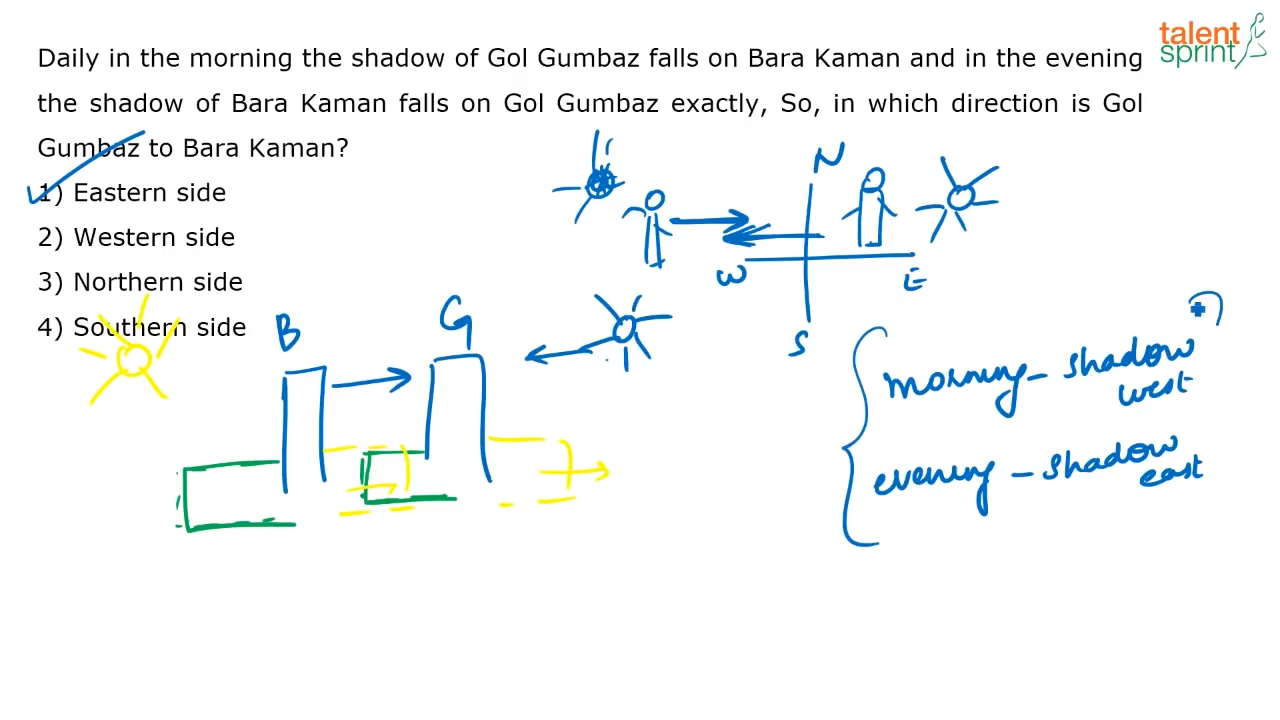 talent
sprint
Daily in the morning the shadow of Gol Gumbaz falls on Bara Kaman and in the evening
the shadow of Bara Kaman falls on Gol Gumbaz exactly, So, in which direction is Gol
Gumbaz to Bara Kaman?
1) Eastern side
2) Western side
3) Northern side
4) Southern side
N
W
E
S
B
G
morning - shadow
west
evening - shadow
east